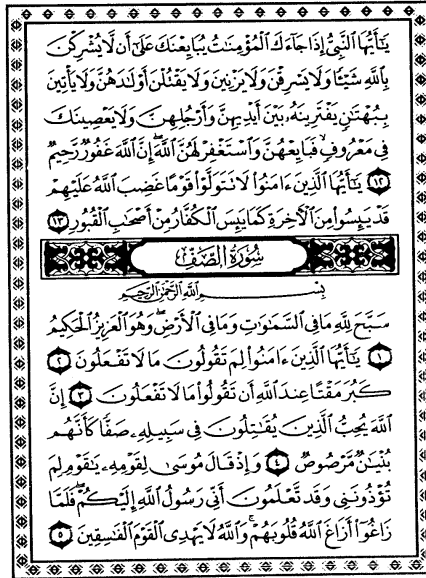 يَـٰٓأَيُّهَا ٱلنَّبِىُّ إِذَا جَآءَكَ ٱلْمُؤْمِنَـٰتُ يُبَايِعْنَكَ عَلَىٰٓ أَن لَّا يُشْرِكْنَ
بِٱللَّهِ شَيْـًٔا وَلَا يَسْرِقْنَ وَلَا يَزْنِينَ وَلَا يَقْتُلْنَ أَوْلَـٰدَهُنَّ وَلَا يَأْتِينَ
بِبُهْتَـٰنٍ يَفْتَرِينَهُۥ بَيْنَ أَيْدِيهِنَّ وَأَرْجُلِهِنَّ وَلَا يَعْصِينَكَ
فِى مَعْرُوفٍ فَبَايِعْهُنَّ وَٱسْتَغْفِرْ لَهُنَّ ٱللَّهَ إِنَّ ٱللَّهَ غَفُورٌ رَّحِيمٌ
١٢ يَـٰٓأَيُّهَا ٱلَّذِينَ ءَامَنُوا۟ لَا تَتَوَلَّوْا۟ قَوْمًا غَضِبَ ٱللَّهُ عَلَيْهِمْ
قَدْ يَئِسُوا۟ مِنَ ٱلْـَٔاخِرَةِ كَمَا يَئِسَ ٱلْكُفَّارُ مِنْ أَصْحَـٰبِ ٱلْقُبُورِ ١٣
سُورَةُ الصَّفِّ
بِسْمِ ٱللَّهِ ٱلرَّحْمَـٰنِ ٱلرَّحِيمِ
سَبَّحَ لِلَّهِ مَا فِى ٱلسَّمَـٰوَٰتِ وَمَا فِى ٱلْأَرْضِ وَهُوَ ٱلْعَزِيزُ ٱلْحَكِيمُ
١ يَـٰٓأَيُّهَا ٱلَّذِينَ ءَامَنُوا۟ لِمَ تَقُولُونَ مَا لَا تَفْعَلُونَ ٢
كَبُرَ مَقْتًا عِندَ ٱللَّهِ أَن تَقُولُوا۟ مَا لَا تَفْعَلُونَ ٣ إِنَّ
ٱللَّهَ يُحِبُّ ٱلَّذِينَ يُقَـٰتِلُونَ فِى سَبِيلِهِۦ صَفًّا كَأَنَّهُم
بُنْيَـٰنٌ مَّرْصُوصٌ ٤ وَإِذْ قَالَ مُوسَىٰ لِقَوْمِهِۦ يَـٰقَوْمِ لِمَ
تُؤْذُونَنِى وَقَد تَّعْلَمُونَ أَنِّى رَسُولُ ٱللَّهِ إِلَيْكُمْ فَلَمَّا
زَاغُوٓا۟ أَزَاغَ ٱللَّهُ قُلُوبَهُمْ وَٱللَّهُ لَا يَهْدِى ٱلْقَوْمَ ٱلْفَـٰسِقِينَ ٥